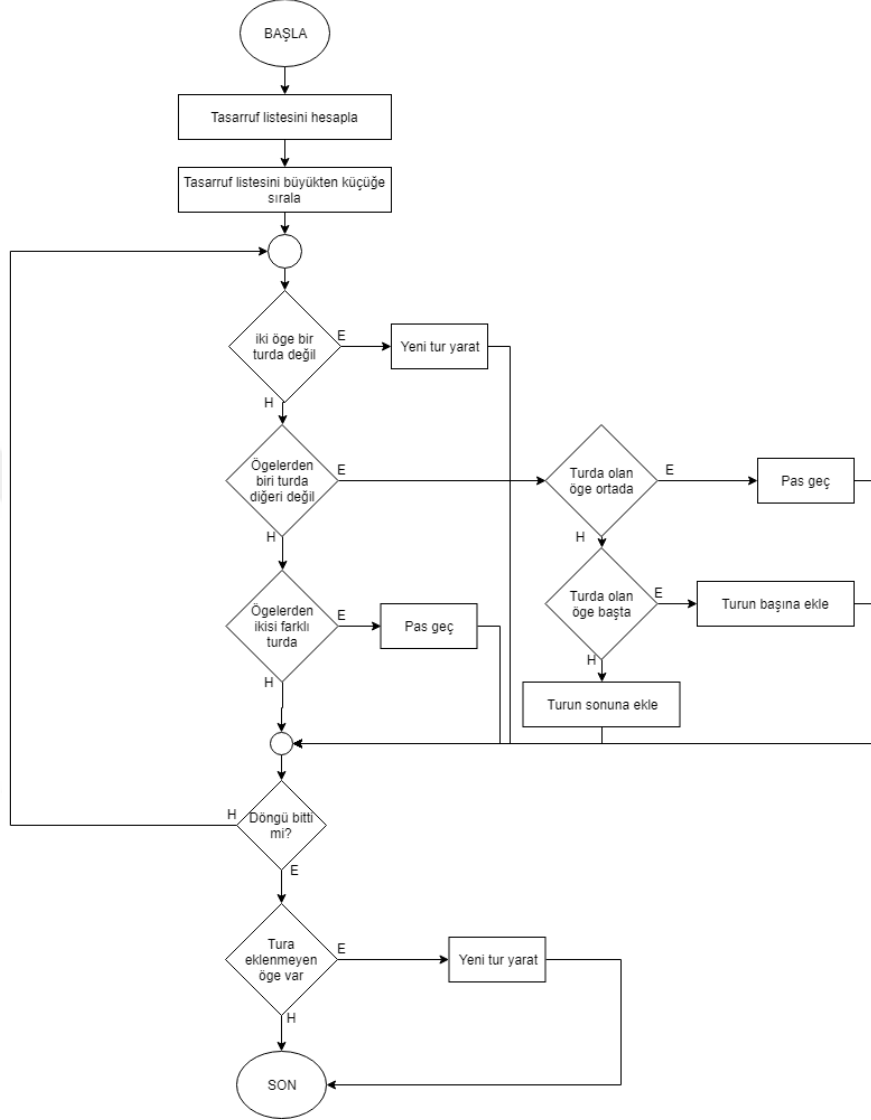 BAŞLA
Tasarruf listesini hesapla
Tasarruf listesini büyükten küçüğe
sırala
iki öge bir
turda değil
E
Yeni tur yarat
H
Ögelerden
biri turda
diğeri değil
E
Turda olan
öge ortada
E
Pas geç
H
H
Ögelerden
ikisi farklı
turda
E
Pas geç
Turda olan
öge başta
E
Turun başına ekle
H
H
Turun sonuna ekle
H
Döngü bitti
mi?
E
Tura
eklenmeyen
öge var
E
Yeni tur yarat
H
SON